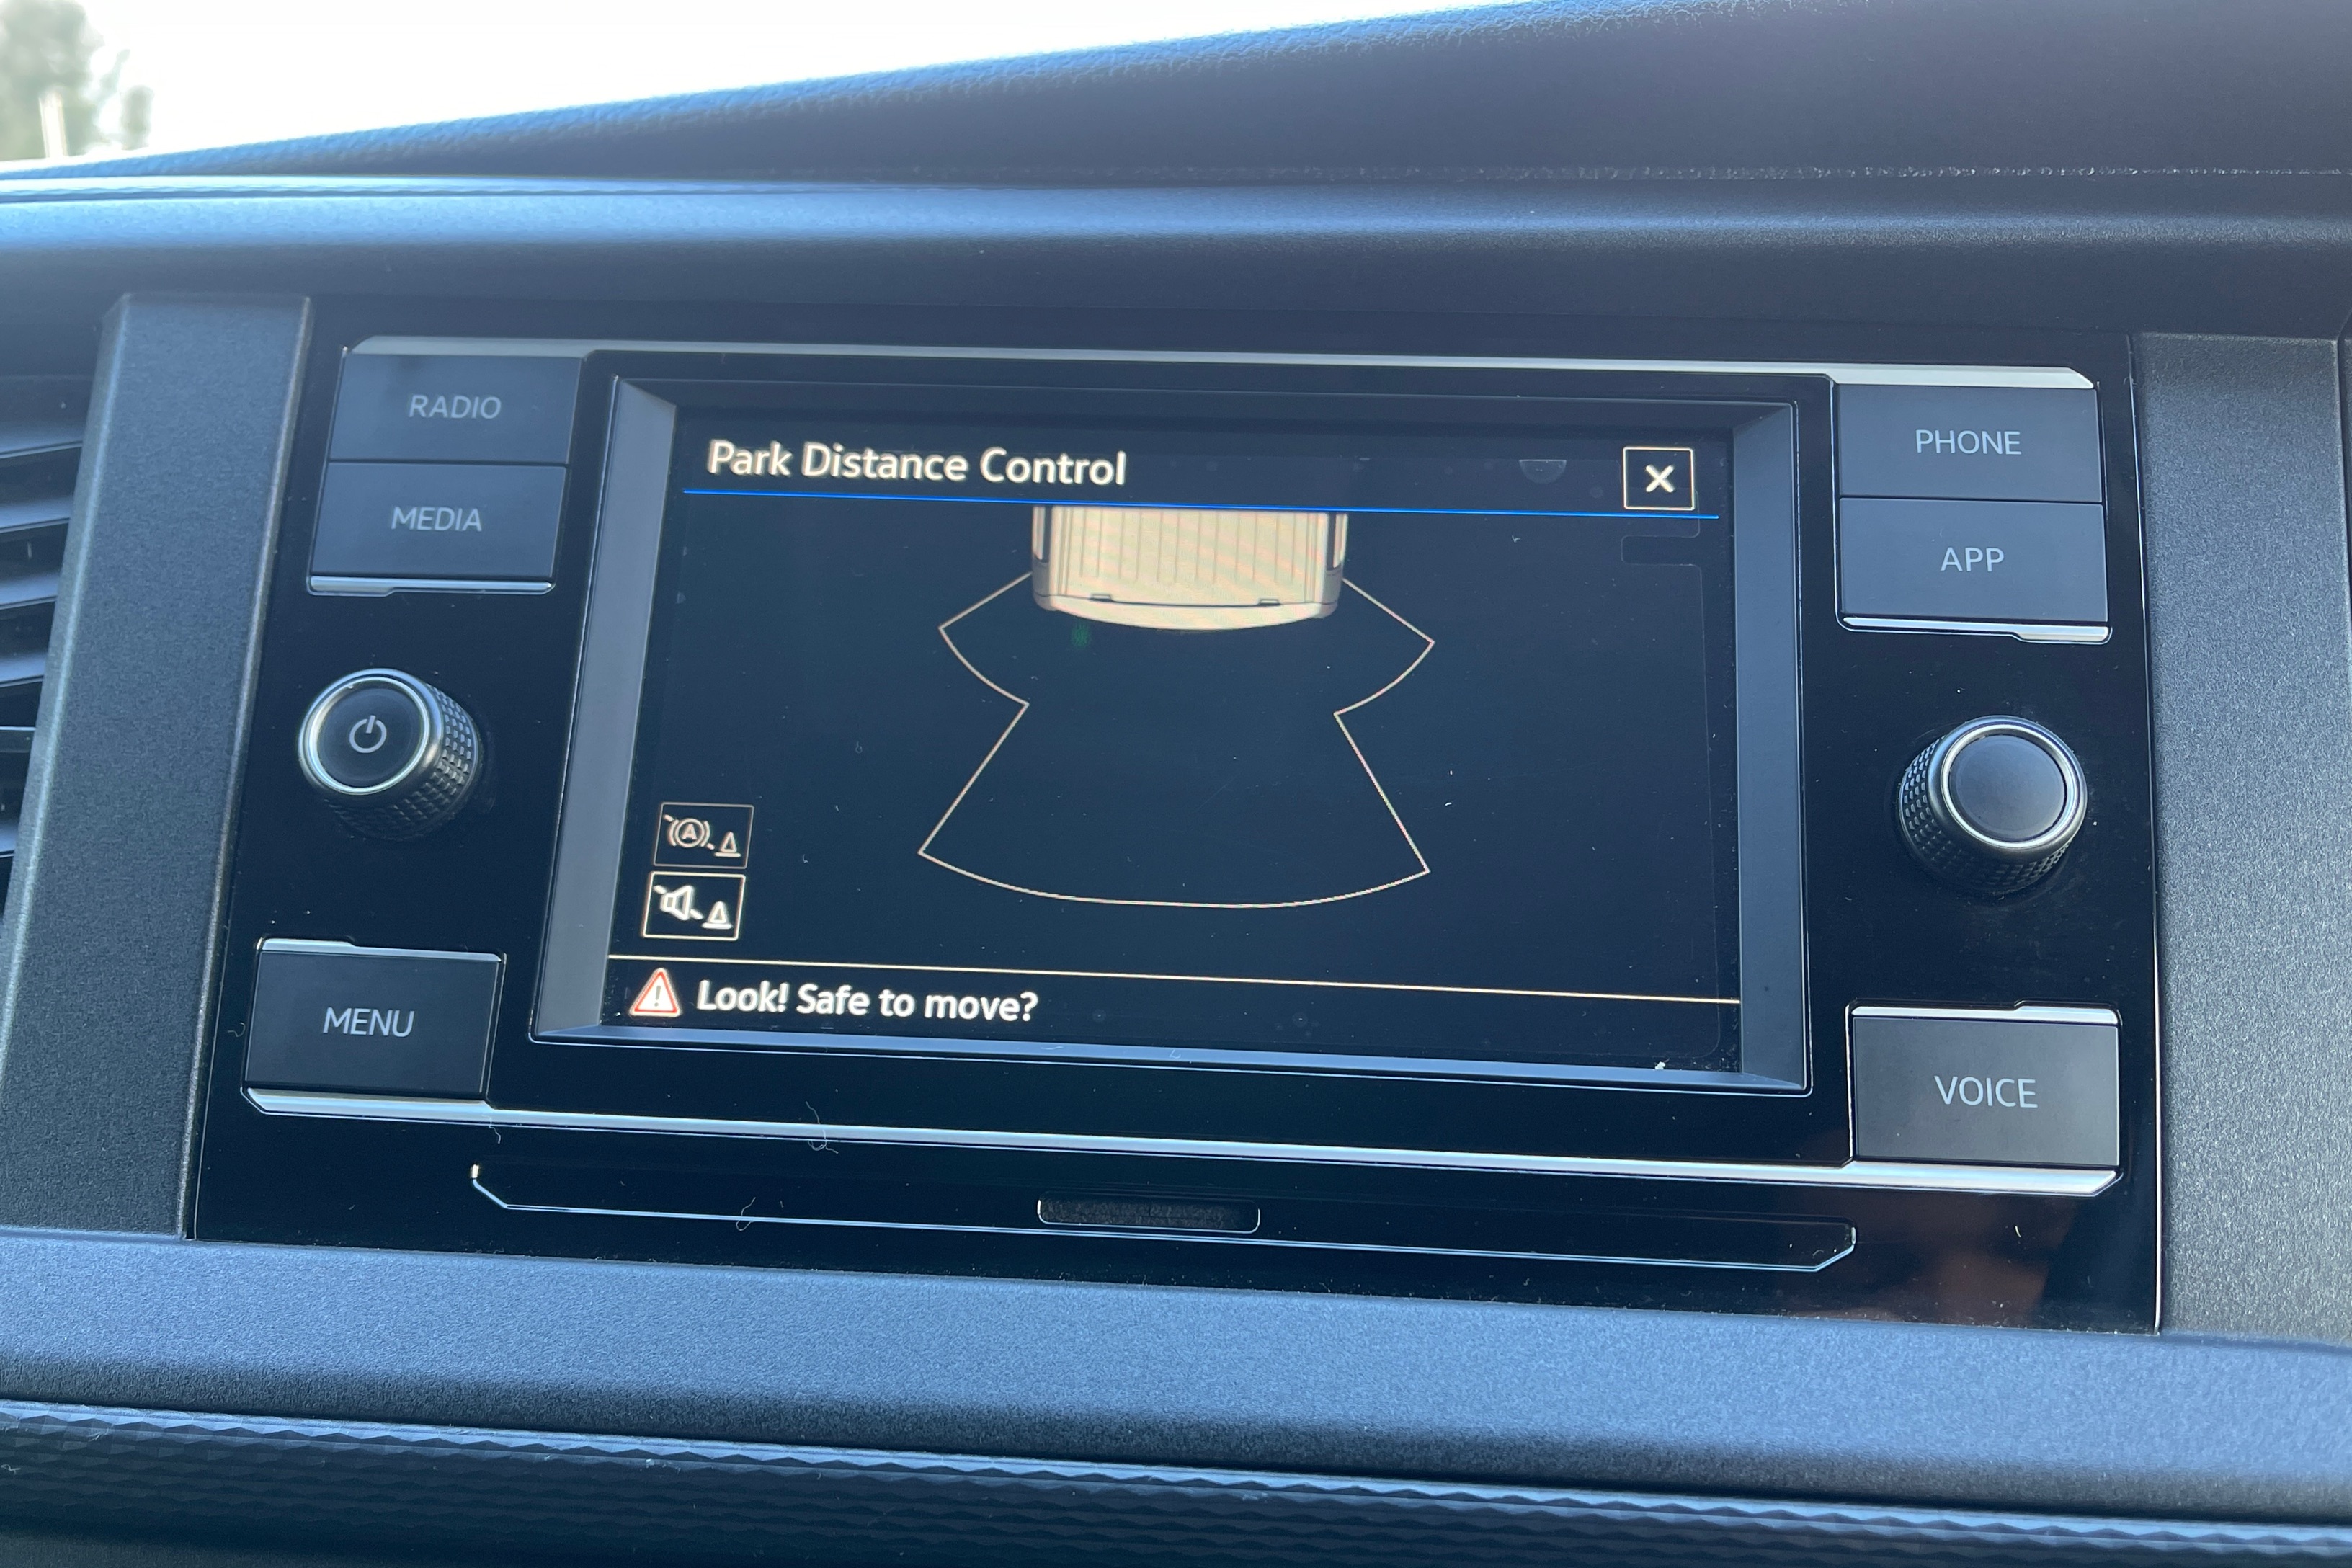 RADIO
MEDIA
MENU
Park Distance Control
A
Look! Safe to move?
PHONE
APP
VOICE